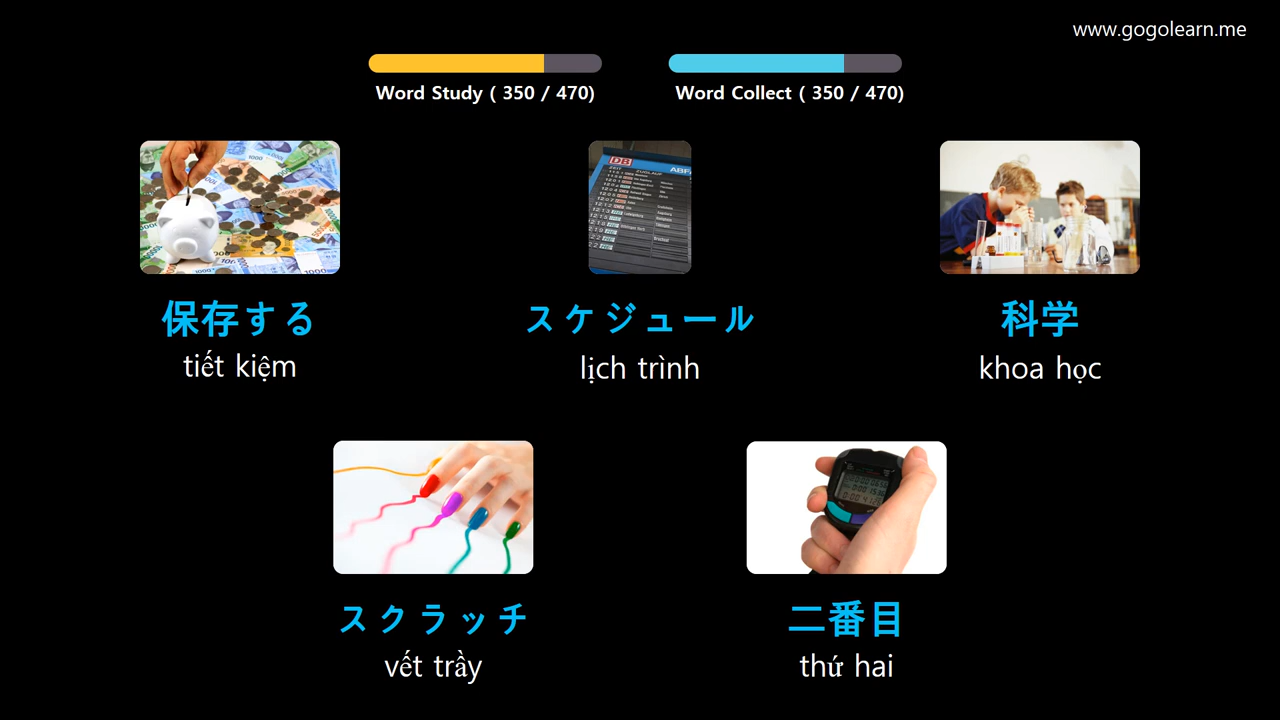 www.gogolearn.me
Word Study ( 350 / 470)
Word Collect ( 350 / 470)
DB
保存する
スケジュール
科学
tiết kiệm
lịch trình
khoa học
スクラッチ
二番目
vết trầy
thứ hai